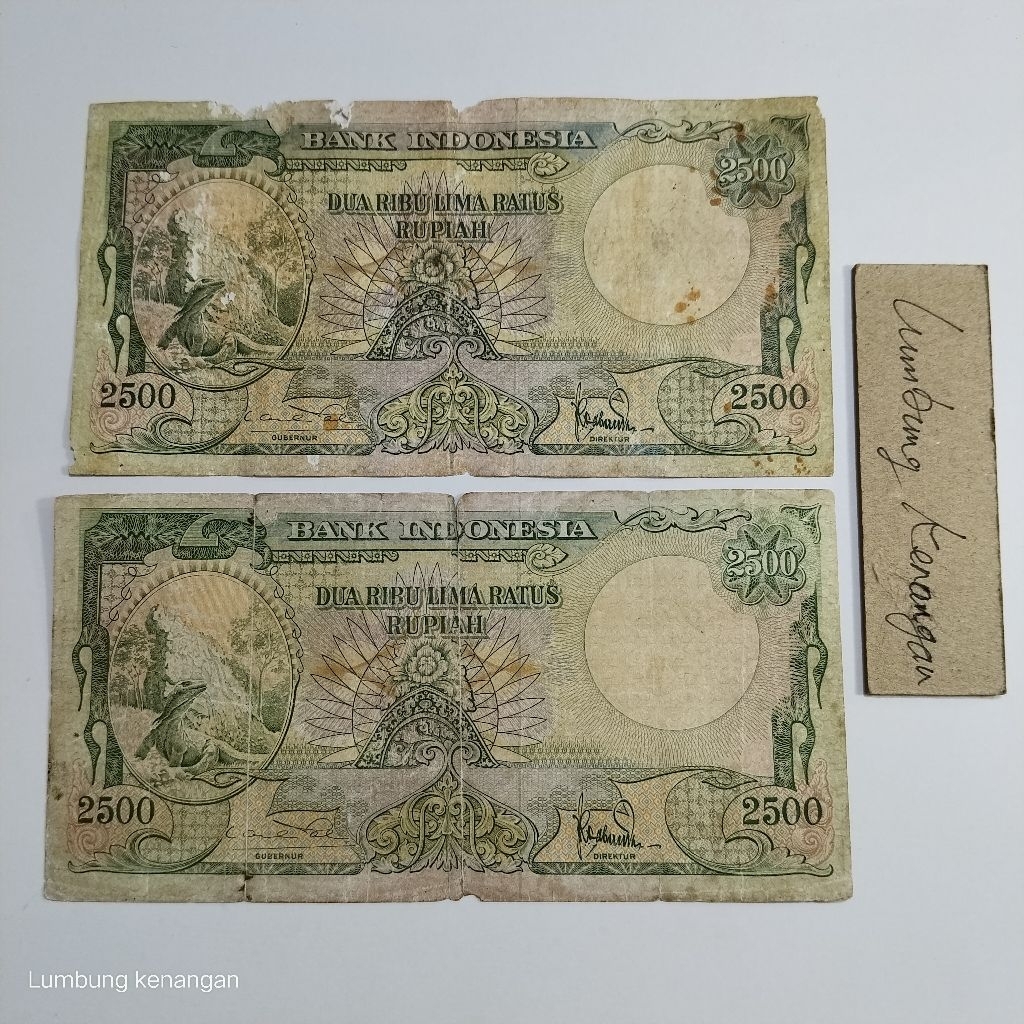 BANK INDONESIA
2500
DUA RIBU LIMA RATUS
RUPIAH
2500
2500
GUBERNUR
DIREKTUR
BANK INDONESIA
2500
DUA RIBU LIMA RATUS
RUPIAH
2500
2500
GUBERNUR
DIREKTUR
Lumbung Kenangan
Lumbung kenangan